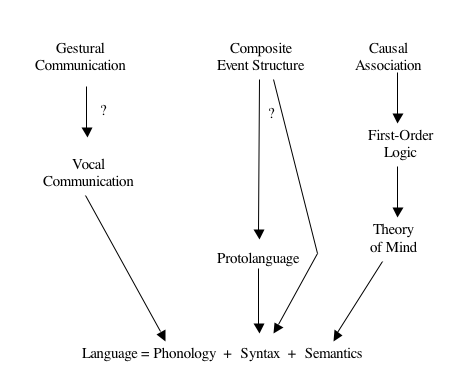 Gestural
Communication
Composite
Event Structure
Causal
Association
?
?
First-Order
Logic
Vocal
Communication
Theory
of Mind
Protolanguage
Language = Phonology + Syntax + Semantics